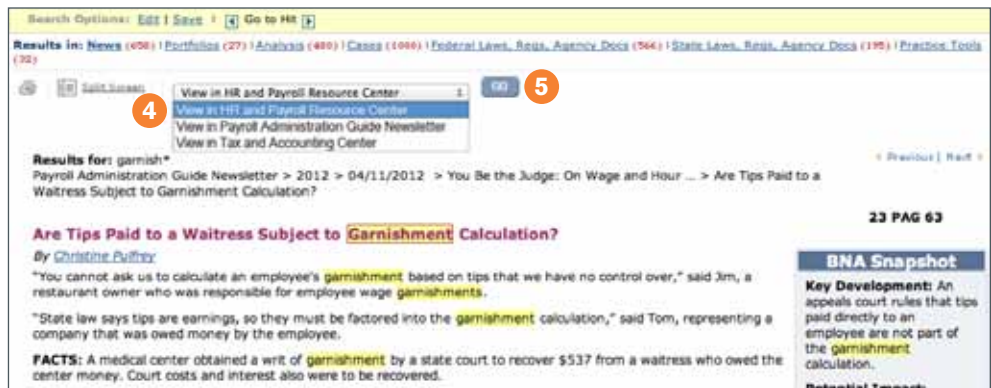 Search Options: Edit | Save | Go to Hit
Results in: News (658) | Portfolios (27) | Analysis (480) | Cases (1000) | Federal Laws, Regs, Agency Docs (566) | State Laws, Regs, Agency Docs (195) | Practice Tools
(32)
Split Screen
View in HR and Payroll Resource Center
GO
5
4
View in HR and Payroll Resource Center
View in Payroll Administration Guide Newsletter
View in Tax and Accounting Center
Results for: garnish*
< Previous | Next >
Payroll Administration Guide Newsletter > 2012 > 04/11/2012 > You Be the Judge: On Wage and Hour ... > Are Tips Paid to a
Waitress Subject to Garnishment Calculation?
23 PAG 63
Are Tips Paid to a Waitress Subject to Garnishment Calculation?
By Christine Pulfrey
"You cannot ask us to calculate an employee's garnishment based on tips that we have no control over," said Jim, a
restaurant owner who was responsible for employee wage garnishments.
"State law says tips are earnings, so they must be factored into the garnishment calculation," said Tom, representing a
company that was owed money by the employee.
FACTS: A medical center obtained a writ of garnishment by a state court to recover $537 from a waitress who owed the
center money. Court costs and interest also were to be recovered.
BNA Snapshot
Key Development: An
appeals court rules that tips
paid directly to an
employee are not part of
the garnishment
calculation.
Potential Impact: